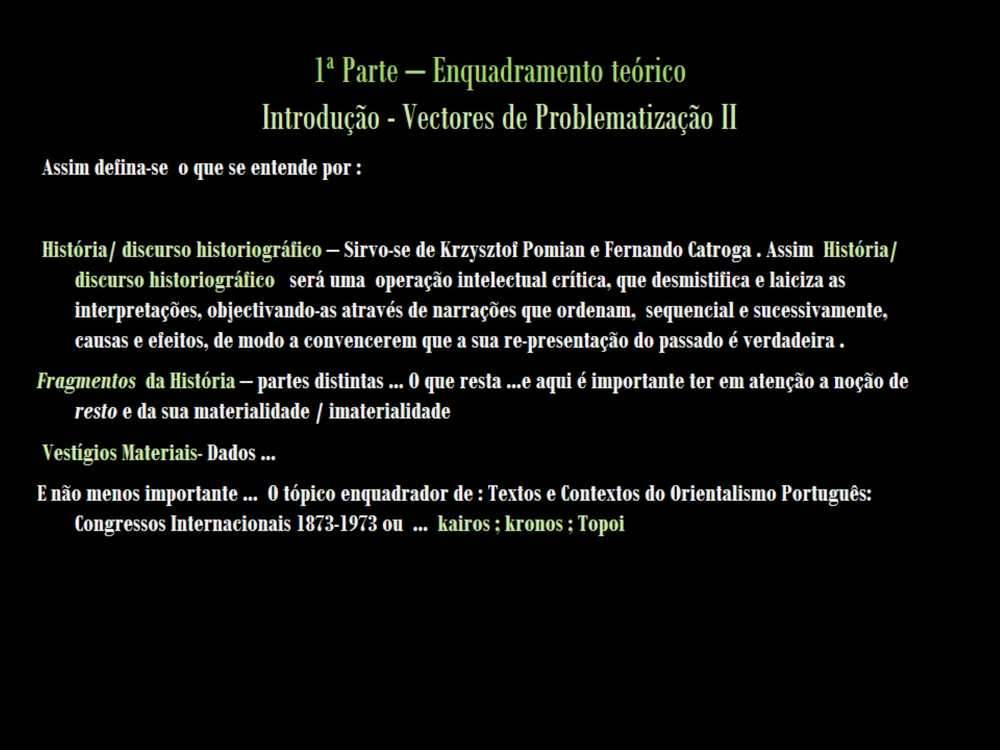 1ª Parte – Enquadramento teórico
Introdução - Vectores de Problematização II
Assim defina-se o que se entende por :
História/ discurso historiográfico – Sirvo-se de Krzysztof Pomian e Fernando Catroga . Assim História/
discurso historiográfico será uma operação intelectual crítica, que desmistifica e laiciza as
interpretações, objectivando-as através de narrações que ordenam, sequencial e sucessivamente,
causas e efeitos, de modo a convencerem que a sua re-presentação do passado é verdadeira .
Fragmentos da História – partes distintas ... O que resta ...e aqui é importante ter em atenção a noção de
resto e da sua materialidade / imaterialidade
Vestígios Materiais- Dados ...
E não menos importante ... O tópico enquadrador de : Textos e Contextos do Orientalismo Português:
Congressos Internacionais 1873-1973 ou ... kairos ; kronos ; Topoi